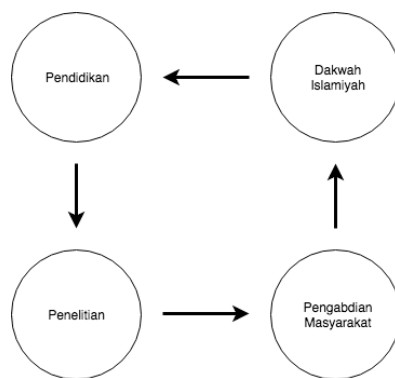 Pendidikan
Dakwah
Islamiyah
Penelitian
Pengabdian
Masyarakat